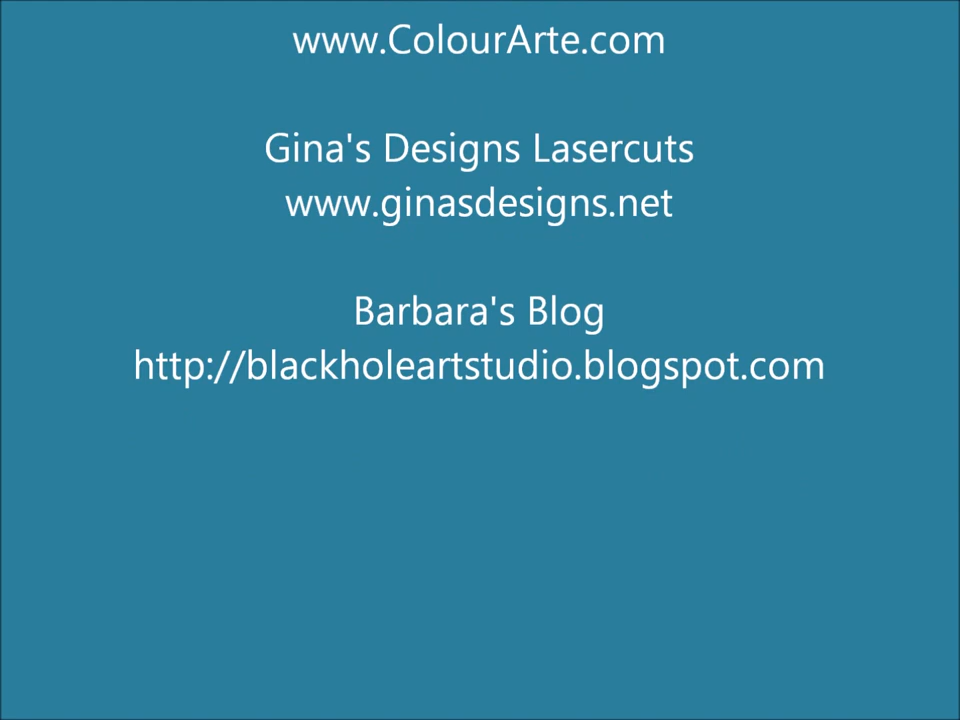 www.ColourArte.com
Gina's Designs Lasercuts
www.ginasdesigns.net
Barbara's Blog
http://blackholeartstudio.blogspot.com